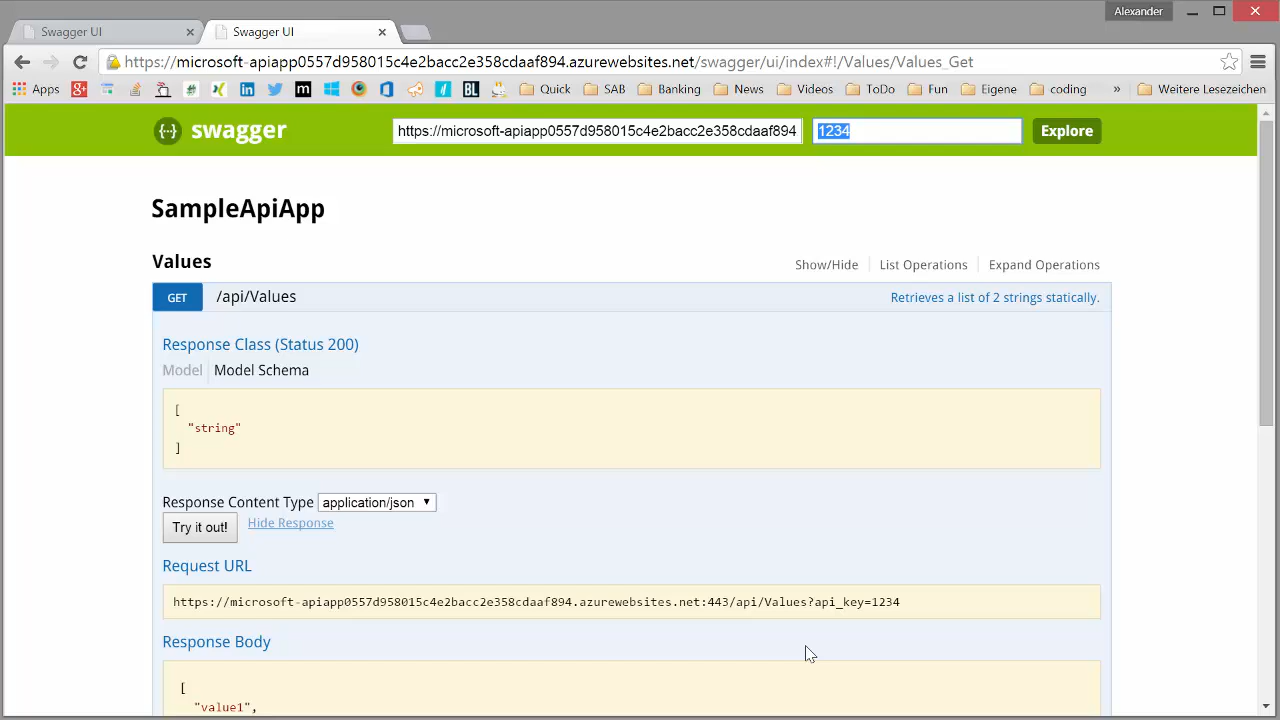 Alexander
Swagger UI
Swagger UI
https://microsoft-apiapp0557d958015c4e2bacc2e358cdaaf894.azurewebsites.net/swagger/ui/index#!/Values/Values_Get
Apps Quick SAB Banking News Videos ToDo Fun Eigene coding » Weitere Lesezeichen
swagger https://microsoft-apiapp0557d958015c4e2bacc2e358cdaaf894 1234 Explore
SampleApiApp
Values Show/Hide List Operations Expand Operations
GET /api/Values Retrieves a list of 2 strings statically.
Response Class (Status 200)
Model Model Schema
[
"string"
]
Response Content Type application/json
Try it out! Hide Response
Request URL
https://microsoft-apiapp0557d958015c4e2bacc2e358cdaaf894.azurewebsites.net:443/api/Values?api_key=1234
Response Body
[
"value1",